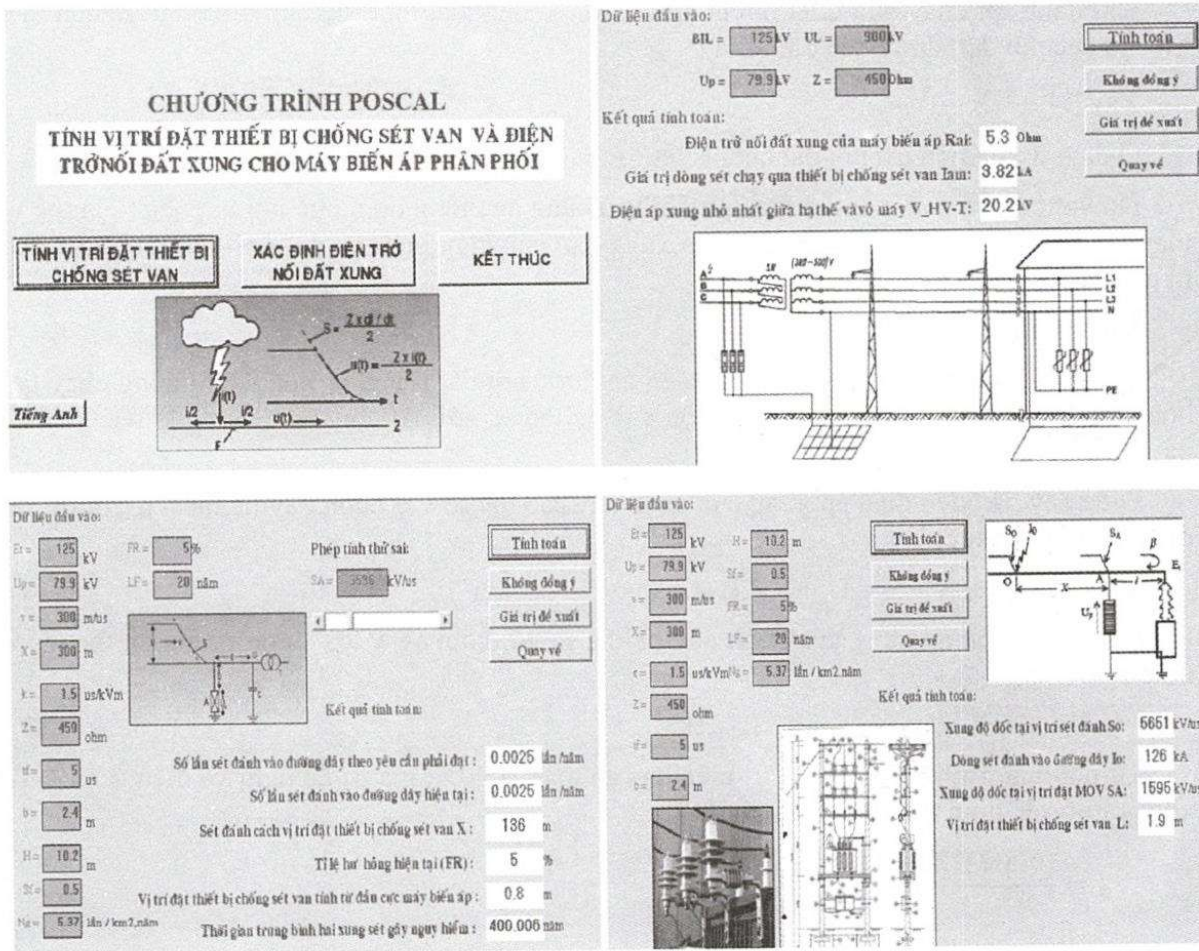 CHƯƠNG TRÌNH POSCAL
TÍNH VỊ TRÍ ĐẶT THIẾT BỊ CHỐNG SÉT VAN VÀ ĐIỆN
TRỞNỐI ĐẤT XUNG CHO MÁY BIẾN ÁP PHÂN PHỐI
TÍNH VỊ TRÍ ĐẶT THIẾT BỊ
CHỐNG SÉT VAN
XÁC ĐỊNH ĐIỆN TRỞ
NỐI ĐẤT XUNG
KẾT THÚC
S = Z x di / dt
2
u(t) = Z x i(t)
2
i(t)
i/2 i/2 u(t)
t
Z
F
Tiếng Anh
Dữ liệu đầu vào:
BIL = 125 kV UL = 900 kV
Up = 79.9 kV Z = 450 Ohm
Tính toán
Không đồng ý
Giá trị đề xuất
Quay về
Kết quả tính toán:
Điện trở nối đất xung của máy biến áp Rak: 5.3 Ohm
Giá trị dòng sét chạy qua thiết bị chống sét van Iam: 3.82 kA
Điện áp xung nhỏ nhất giữa hạ thế và vỏ máy V_HV-T: 20.2 kV
A
B
C
L1
L2
L3
N
PE
Dữ liệu đầu vào:
Et = 125 kV FR = 5 % Phép tính thử sai:
Up = 79.9 kV LF = 20 năm SA = 3596 kV/us
v = 300 m/us
X = 300 m
k = 1.5 us/kVm
Z = 450 ohm
tf = 5 us
b = 2.4 m
H = 10.2 m
Sf = 0.5
Ng = 5.37 lần / km2.năm
Tính toán
Không đồng ý
Giá trị đề xuất
Quay về
Kết quả tính toán:
Số lần sét đánh vào đường dây theo yêu cầu phải đạt : 0.0025 lần /năm
Số lần sét đánh vào đường dây hiện tại : 0.0025 lần /năm
Sét đánh cách vị trí đặt thiết bị chống sét van X : 136 m
Tỉ lệ hư hỏng hiện tại (FR) : 5 %
Vị trí đặt thiết bị chống sét van tính từ đầu cực máy biến áp : 0.8 m
Thời gian trung bình hai xung sét gây nguy hiểm : 400.006 năm
Dữ liệu đầu vào:
Et = 125 kV H = 10.2 m
Up = 79.9 kV Sf = 0.5
v = 300 m/us FR = 5 %
X = 300 m LF = 20 năm
c = 1.5 us/kVm Ng = 5.37 lần / km2.năm
Z = 450 ohm
tf = 5 us
b = 2.4 m
Tính toán
Không đồng ý
Giá trị đề xuất
Quay về
S0 I0 SA β
Et
O X A l
Up
Kết quả tính toán:
Xung độ dốc tại vị trí sét đánh So: 5651 kV/us
Dòng sét đánh vào đường dây Io: 126 kA
Xung độ dốc tại vị trí đặt MOV SA: 1595 kV/us
Vị trí đặt thiết bị chống sét van L: 1.9 m